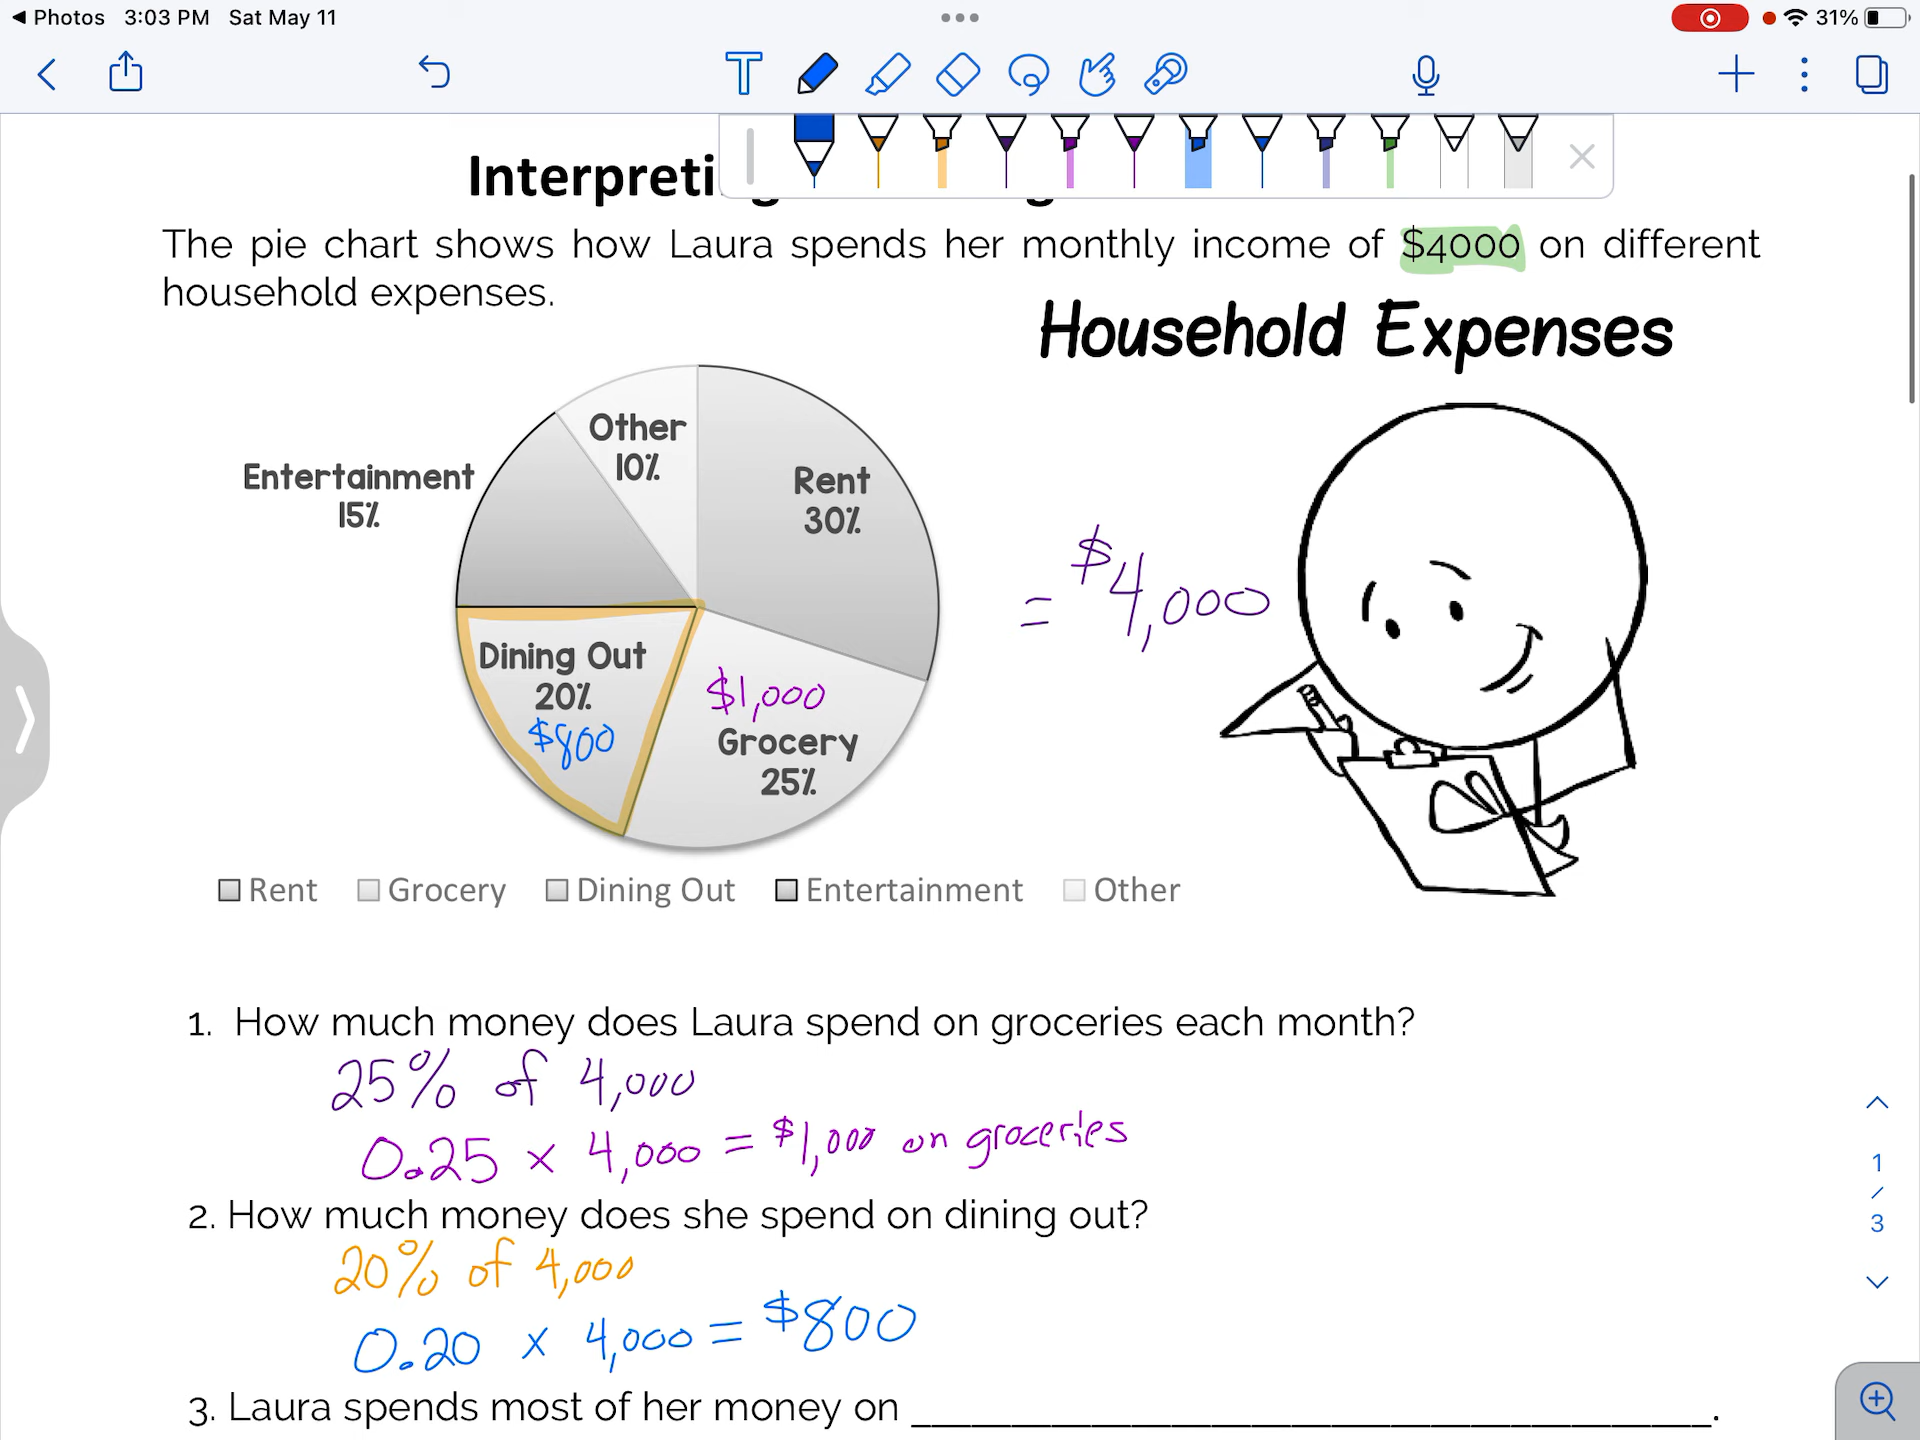 Photos 3:03 PM Sat May 11
31%
T
Interpreti
The pie chart shows how Laura spends her monthly income of $4000 on different
household expenses.
Household Expenses
Other
10%
Entertainment
15%
Rent
30%
= $4,000
Dining Out
20%
$800
$1,000
Grocery
25%
Rent Grocery Dining Out Entertainment Other
1. How much money does Laura spend on groceries each month?
25% of 4,000
0.25 x 4,000 = $1,000 on groceries
2. How much money does she spend on dining out?
20% of 4,000
0.20 x 4,000 = $800
3. Laura spends most of her money on ______________________________.
1
/
3